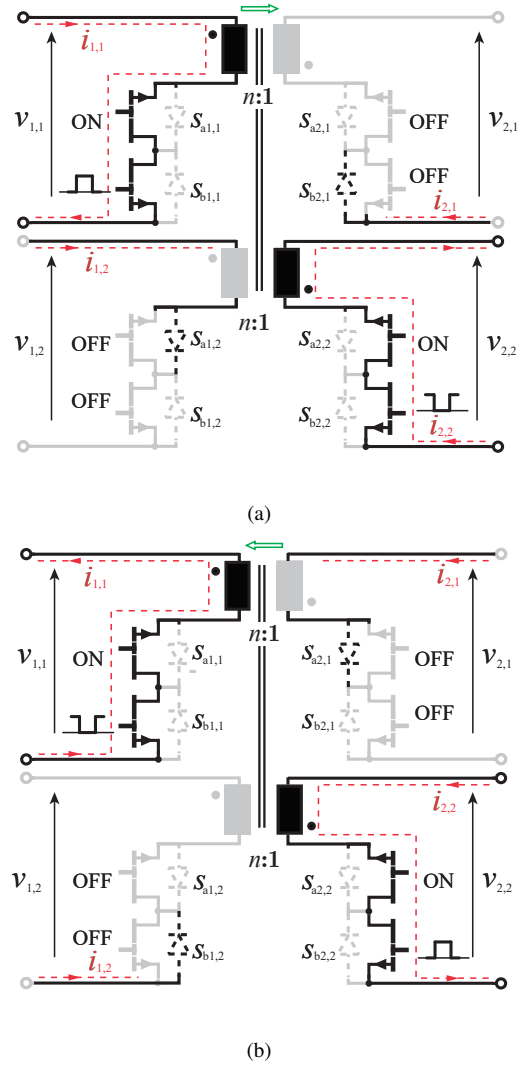 i1,1
v1,1
ON
Sa1,1
Sb1,1
n:1
Sa2,1
Sb2,1
OFF
OFF
v2,1
i2,1
i1,2
v1,2
OFF
OFF
Sa1,2
Sb1,2
n:1
Sa2,2
Sb2,2
ON
v2,2
i2,2
(a)
i1,1
v1,1
ON
Sa1,1
Sb1,1
n:1
i2,1
Sa2,1
Sb2,1
OFF
OFF
v2,1
v1,2
OFF
OFF
i1,2
Sa1,2
Sb1,2
n:1
i2,2
Sa2,2
Sb2,2
ON
v2,2
(b)